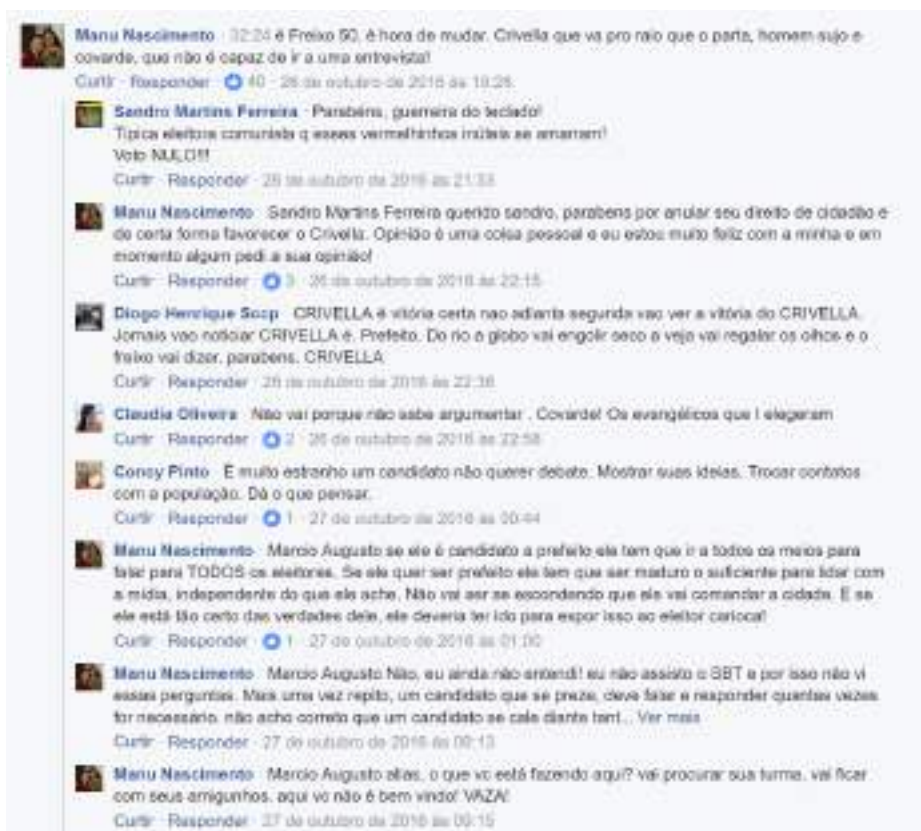 Manu Nascimento · 32:24 é Freixo 50, é hora de mudar. Crivella que va pro raio que o parta, homem sujo e
covarde, que não é capaz de ir a uma entrevista!
Curtir · Responder · 40 · 26 de outubro de 2016 às 19:26
Sandro Martins Ferreira · Parabéns, guerreira do teclado!
Típica eleitora comunista q esses vermelhinhos inúteis se amarram!
Voto NULO!!!
Curtir · Responder · 26 de outubro de 2016 às 21:33
Manu Nascimento Sandro Martins Ferreira querido sandro, parabens por anular seu direito de cidadão e
de certa forma favorecer o Crivella. Opinião é uma coisa pessoal e eu estou muito feliz com a minha e em
momento algum pedi a sua opinião!
Curtir · Responder · 3 · 26 de outubro de 2016 às 22:15
Diogo Henrique Socp CRIVELLA é vitória certa nao adianta segunda vao ver a vitória do CRIVELLA.
Jornais vao noticiar CRIVELLA é. Prefeito. Do rio a globo vai engolir seco a veja vai regalar os olhos e o
freixo vai dizer. parabens. CRIVELLA
Curtir · Responder · 26 de outubro de 2016 às 22:36
Claudia Oliveira Não vai porque não sabe argumentar . Covarde! Os evangélicos que l elegeram
Curtir · Responder · 2 · 26 de outubro de 2016 às 22:58
Concy Pinto É muito estranho um candidato não querer debate. Mostrar suas ideias. Trocar contatos
com a população. Dá o que pensar.
Curtir · Responder · 1 · 27 de outubro de 2016 às 00:44
Manu Nascimento Marcio Augusto se ele é candidato a prefeito ele tem que ir a todos os meios para
falar para TODOS os eleitores. Se ele quer ser prefeito ele tem que ser maduro o suficiente para lidar com
a mídia, independente do que ele ache. Não vai ser se escondendo que ele vai comandar a cidade. E se
ele está tão certo das verdades dele, ele deveria ter ido para expor isso ao eleitor carioca!
Curtir · Responder · 1 · 27 de outubro de 2016 às 01:00
Manu Nascimento Marcio Augusto Não, eu ainda não entendi! eu não assisto o SBT e por isso não vi
essas perguntas. Mais uma vez repito, um candidato que se preze, deve falar e responder quantas vezes
for necessário. não acho correto que um candidato se cale diante tant... Ver mais
Curtir · Responder · 27 de outubro de 2016 às 09:13
Manu Nascimento Marcio Augusto alias, o que vc está fazendo aqui? vai procurar sua turma. vai ficar
com seus amigunhos. aqui vc não é bem vindo! VAZA!
Curtir · Responder · 27 de outubro de 2016 às 09:15